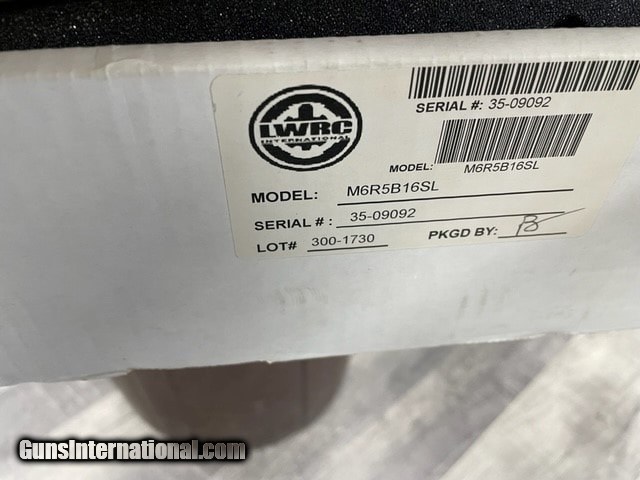 LWRC
INTERNATIONAL
SERIAL #: 35-09092
MODEL: M6R5B16SL
MODEL: M6R5B16SL
SERIAL #: 35-09092
LOT# 300-1730 PKGD BY:
GunsInternational.com